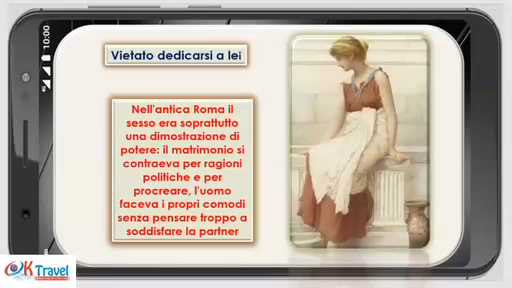 10:00
Vietato dedicarsi a lei
Nell'antica Roma il
sesso era soprattutto
una dimostrazione di
potere: il matrimonio si
contraeva per ragioni
politiche e per
procreare, l'uomo
faceva i propri comodi
senza pensare troppo a
soddisfare la partner
OK Travel